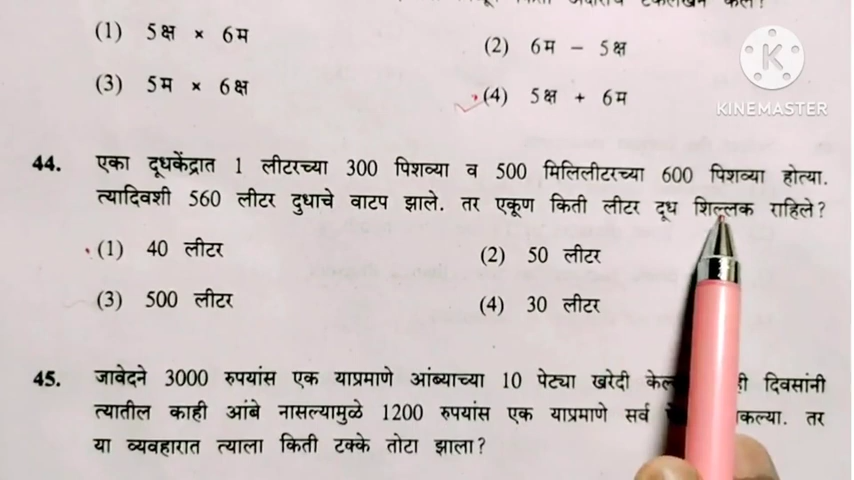 (1) 5क्ष × 6म
(2) 6म – 5क्ष
(3) 5म × 6क्ष
(4) 5क्ष + 6म
KINEMASTER
44. एका दूधकेंद्रात 1 लीटरच्या 300 पिशव्या व 500 मिलिलीटरच्या 600 पिशव्या होत्या.
त्यादिवशी 560 लीटर दुधाचे वाटप झाले. तर एकूण किती लीटर दूध शिल्लक राहिले?
(1) 40 लीटर
(2) 50 लीटर
(3) 500 लीटर
(4) 30 लीटर
45. जावेदने 3000 रुपयांस एक याप्रमाणे आंब्याच्या 10 पेट्या खरेदी दिवसांनी
त्यातील काही आंबे नासल्यामुळे 1200 रुपयांस एक याप्रमाणे सर्व तर
या व्यवहारात त्याला किती टक्के तोटा झाला?